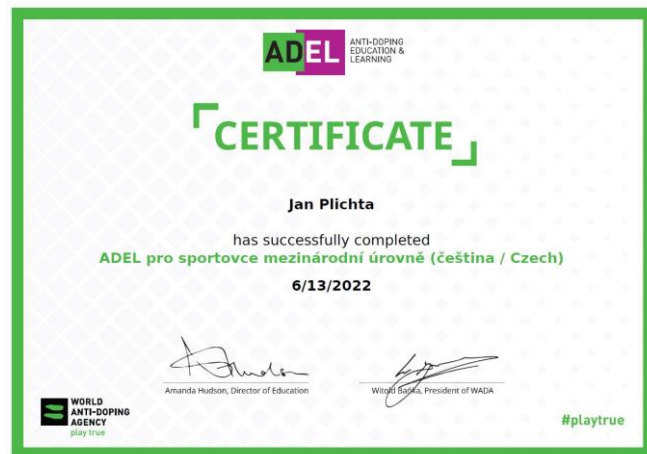 ADEL
ANTI-DOPING
EDUCATION &
LEARNING
CERTIFICATE
Jan Plichta
has successfully completed
ADEL pro sportovce mezinárodní úrovně (čeština / Czech)
6/13/2022
Amanda Hudson, Director of Education
Witold Bańka, President of WADA
WORLD
ANTI-DOPING
AGENCY
play true
#playtrue